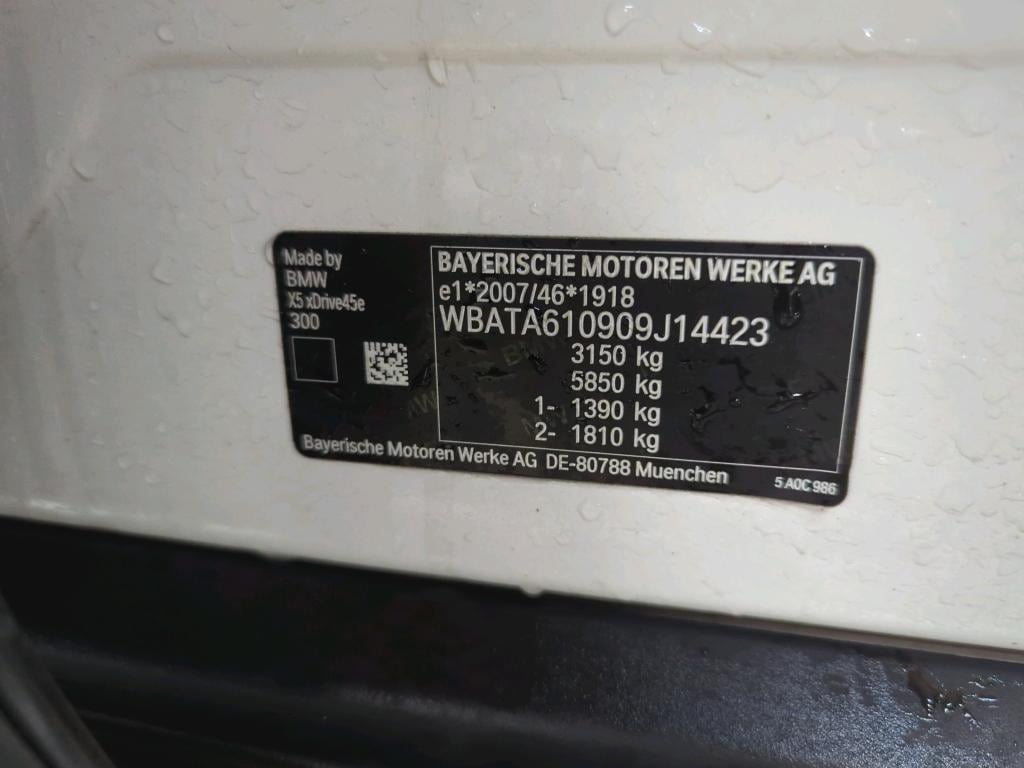 Made by
BMW
X5 xDrive45e
300
BAYERISCHE MOTOREN WERKE AG
e1*2007/46*1918
WBATA610909J14423
3150 kg
5850 kg
1- 1390 kg
2- 1810 kg
Bayerische Motoren Werke AG DE-80788 Muenchen
5 A0C 986